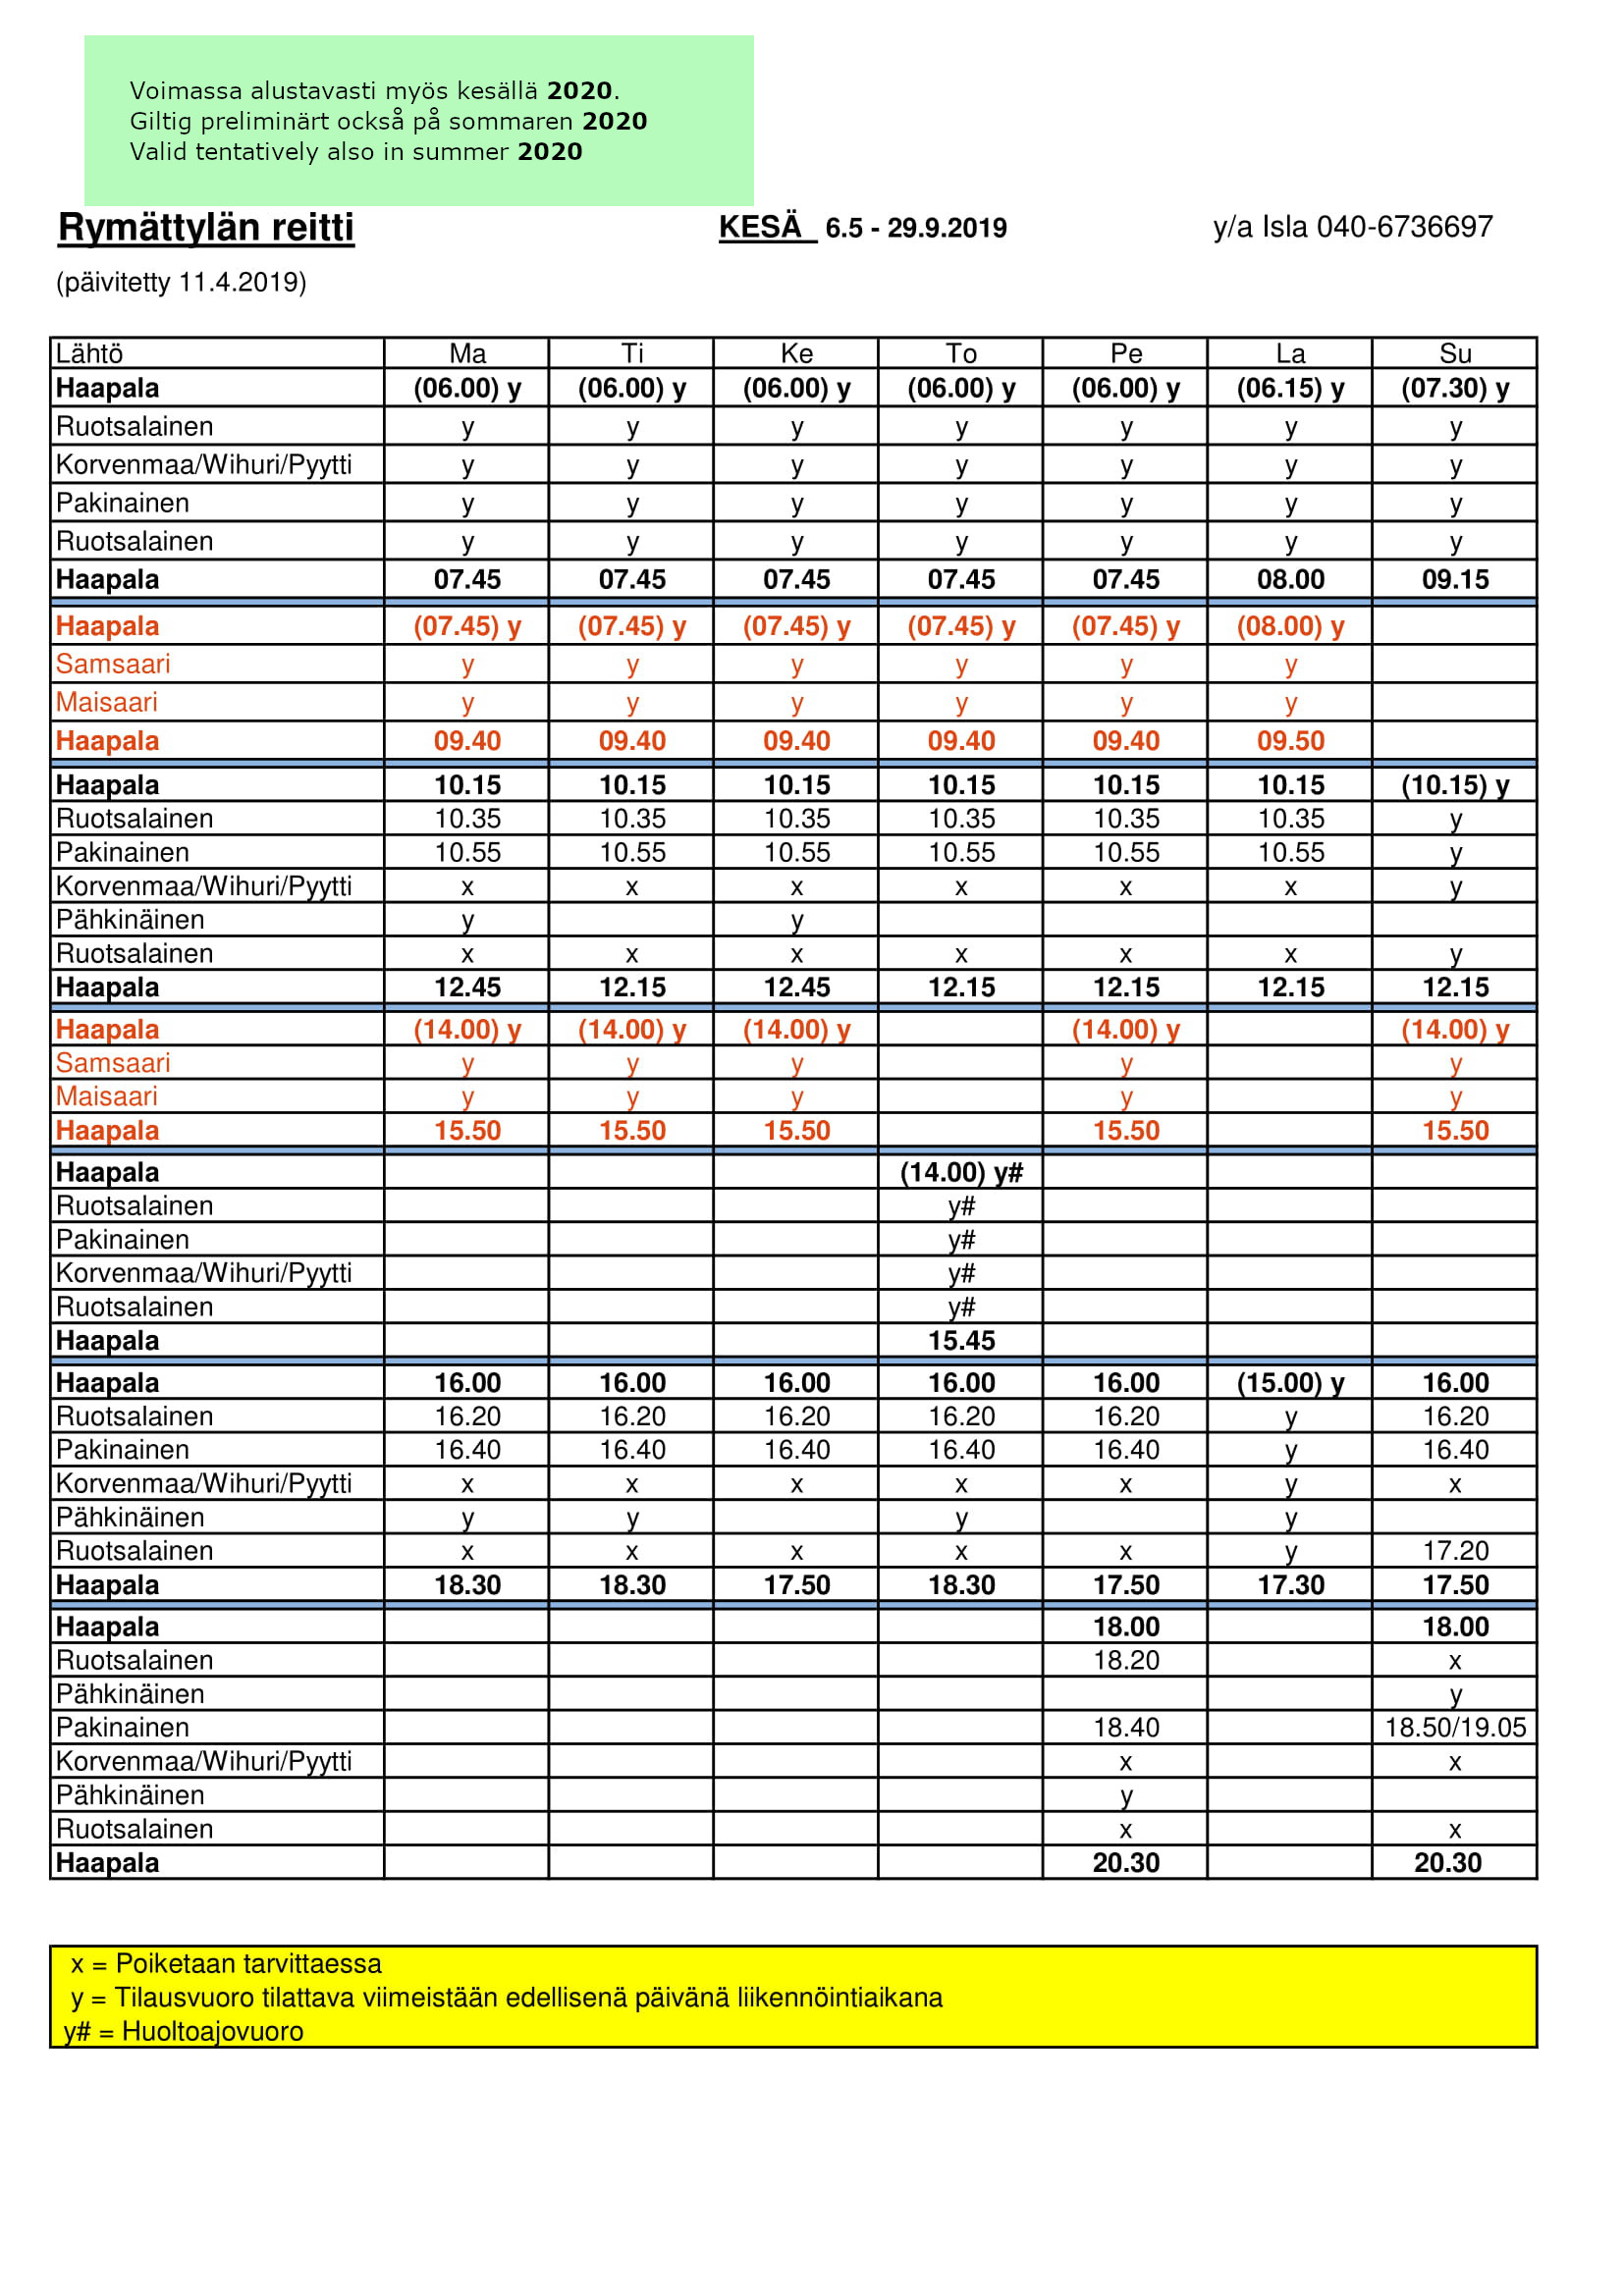 Voimassa alustavasti myös kesällä 2020.
Giltig preliminärt också på sommaren 2020
Valid tentatively also in summer 2020
Rymättylän reitti KESÄ 6.5 - 29.9.2019 y/a Isla 040-6736697
(päivitetty 11.4.2019)
Lähtö Ma Ti Ke To Pe La Su
Haapala (06.00) y (06.00) y (06.00) y (06.00) y (06.00) y (06.15) y (07.30) y
Ruotsalainen y y y y y y y
Korvenmaa/Wihuri/Pyytti y y y y y y y
Pakinainen y y y y y y y
Ruotsalainen y y y y y y y
Haapala 07.45 07.45 07.45 07.45 07.45 08.00 09.15
Haapala (07.45) y (07.45) y (07.45) y (07.45) y (07.45) y (08.00) y
Samsaari y y y y y y
Maisaari y y y y y y
Haapala 09.40 09.40 09.40 09.40 09.40 09.50
Haapala 10.15 10.15 10.15 10.15 10.15 10.15 (10.15) y
Ruotsalainen 10.35 10.35 10.35 10.35 10.35 10.35 y
Pakinainen 10.55 10.55 10.55 10.55 10.55 10.55 y
Korvenmaa/Wihuri/Pyytti x x x x x x y
Pähkinäinen y y
Ruotsalainen x x x x x x y
Haapala 12.45 12.15 12.45 12.15 12.15 12.15 12.15
Haapala (14.00) y (14.00) y (14.00) y (14.00) y (14.00) y
Samsaari y y y y y
Maisaari y y y y y
Haapala 15.50 15.50 15.50 15.50 15.50
Haapala (14.00) y#
Ruotsalainen y#
Pakinainen y#
Korvenmaa/Wihuri/Pyytti y#
Ruotsalainen y#
Haapala 15.45
Haapala 16.00 16.00 16.00 16.00 16.00 (15.00) y 16.00
Ruotsalainen 16.20 16.20 16.20 16.20 16.20 y 16.20
Pakinainen 16.40 16.40 16.40 16.40 16.40 y 16.40
Korvenmaa/Wihuri/Pyytti x x x x x y x
Pähkinäinen y y y y
Ruotsalainen x x x x x y 17.20
Haapala 18.30 18.30 17.50 18.30 17.50 17.30 17.50
Haapala 18.00 18.00
Ruotsalainen 18.20 x
Pähkinäinen y
Pakinainen 18.40 18.50/19.05
Korvenmaa/Wihuri/Pyytti x x
Pähkinäinen y
Ruotsalainen x x
Haapala 20.30 20.30
x = Poiketaan tarvittaessa
y = Tilausvuoro tilattava viimeistään edellisenä päivänä liikennöintiaikana
y# = Huoltoajovuoro